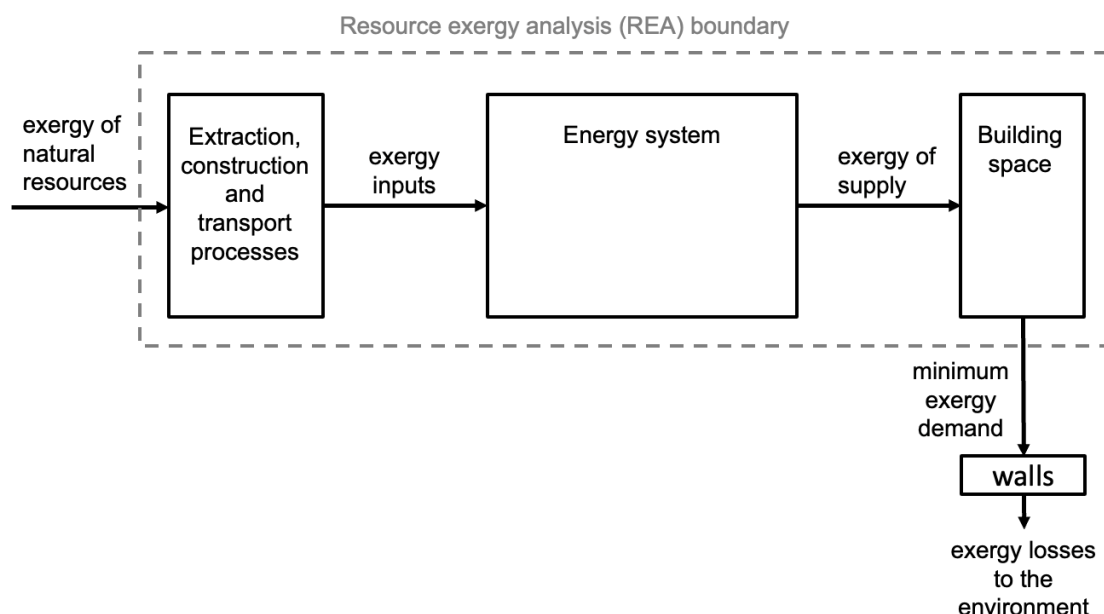 Resource exergy analysis (REA) boundary
exergy of
natural
resources
Extraction,
construction
and
transport
processes
exergy
inputs
Energy system
exergy of
supply
Building
space
minimum
exergy
demand
walls
exergy losses
to the
environment